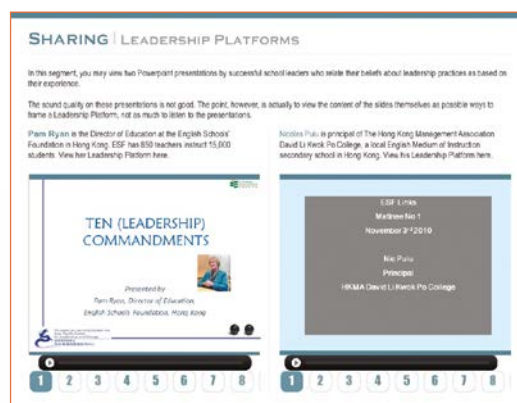 SHARING | LEADERSHIP PLATFORMS
In this segment, you may view two Powerpoint presentations by successful school leaders who relate their beliefs about leadership practices as based on
their experience.
The sound quality on these presentations is not good. The point, however, is actually to view the content of the slides themselves as possible ways to
frame a Leadership Platform, not as much to listen to the presentations.
Pam Ryan is the Director of Education at the English Schools'
Foundation in Hong Kong. ESF has 850 teachers instruct 15,000
students. View her Leadership Platform here.
TEN (LEADERSHIP)
COMMANDMENTS
Presented by
Pam Ryan, Director of Education,
English Schools Foundation, Hong Kong
1 2 3 4 5 6 7 8
is principal of The Hong Kong Management Association
David Li Kwok Po College, a local English Medium of Instruction
secondary school in Hong Kong. View his Leadership Platform here.
ESF Links
Matinee No 1
November 3rd 2010
Nic Puiu
Principal
HKMA David Li Kwok Po College
1 2 3 4 5 6 7 8